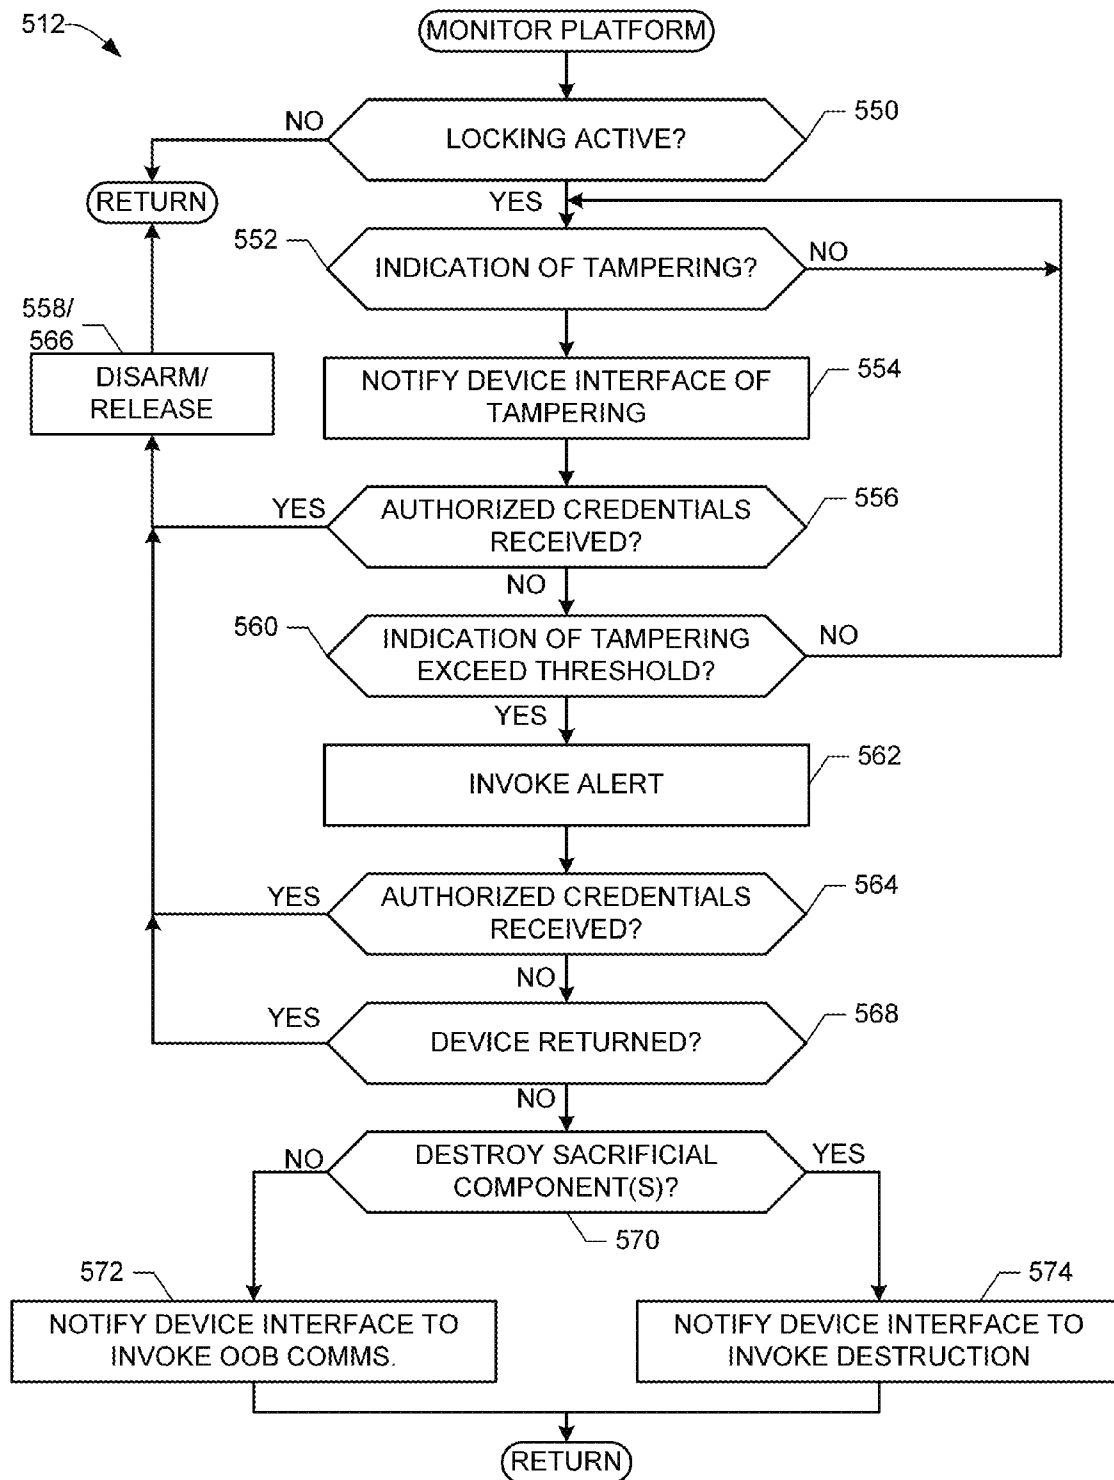 512
MONITOR PLATFORM
550
NO
LOCKING ACTIVE?
RETURN
YES
552
INDICATION OF TAMPERING?
NO
558/
566
DISARM/
RELEASE
554
NOTIFY DEVICE INTERFACE OF
TAMPERING
556
YES
AUTHORIZED CREDENTIALS
RECEIVED?
NO
560
INDICATION OF TAMPERING
EXCEED THRESHOLD?
NO
YES
562
INVOKE ALERT
564
YES
AUTHORIZED CREDENTIALS
RECEIVED?
NO
568
YES
DEVICE RETURNED?
NO
NO
DESTROY SACRIFICIAL
COMPONENT(S)?
YES
570
572
574
NOTIFY DEVICE INTERFACE TO
INVOKE OOB COMMS.
NOTIFY DEVICE INTERFACE TO
INVOKE DESTRUCTION
RETURN